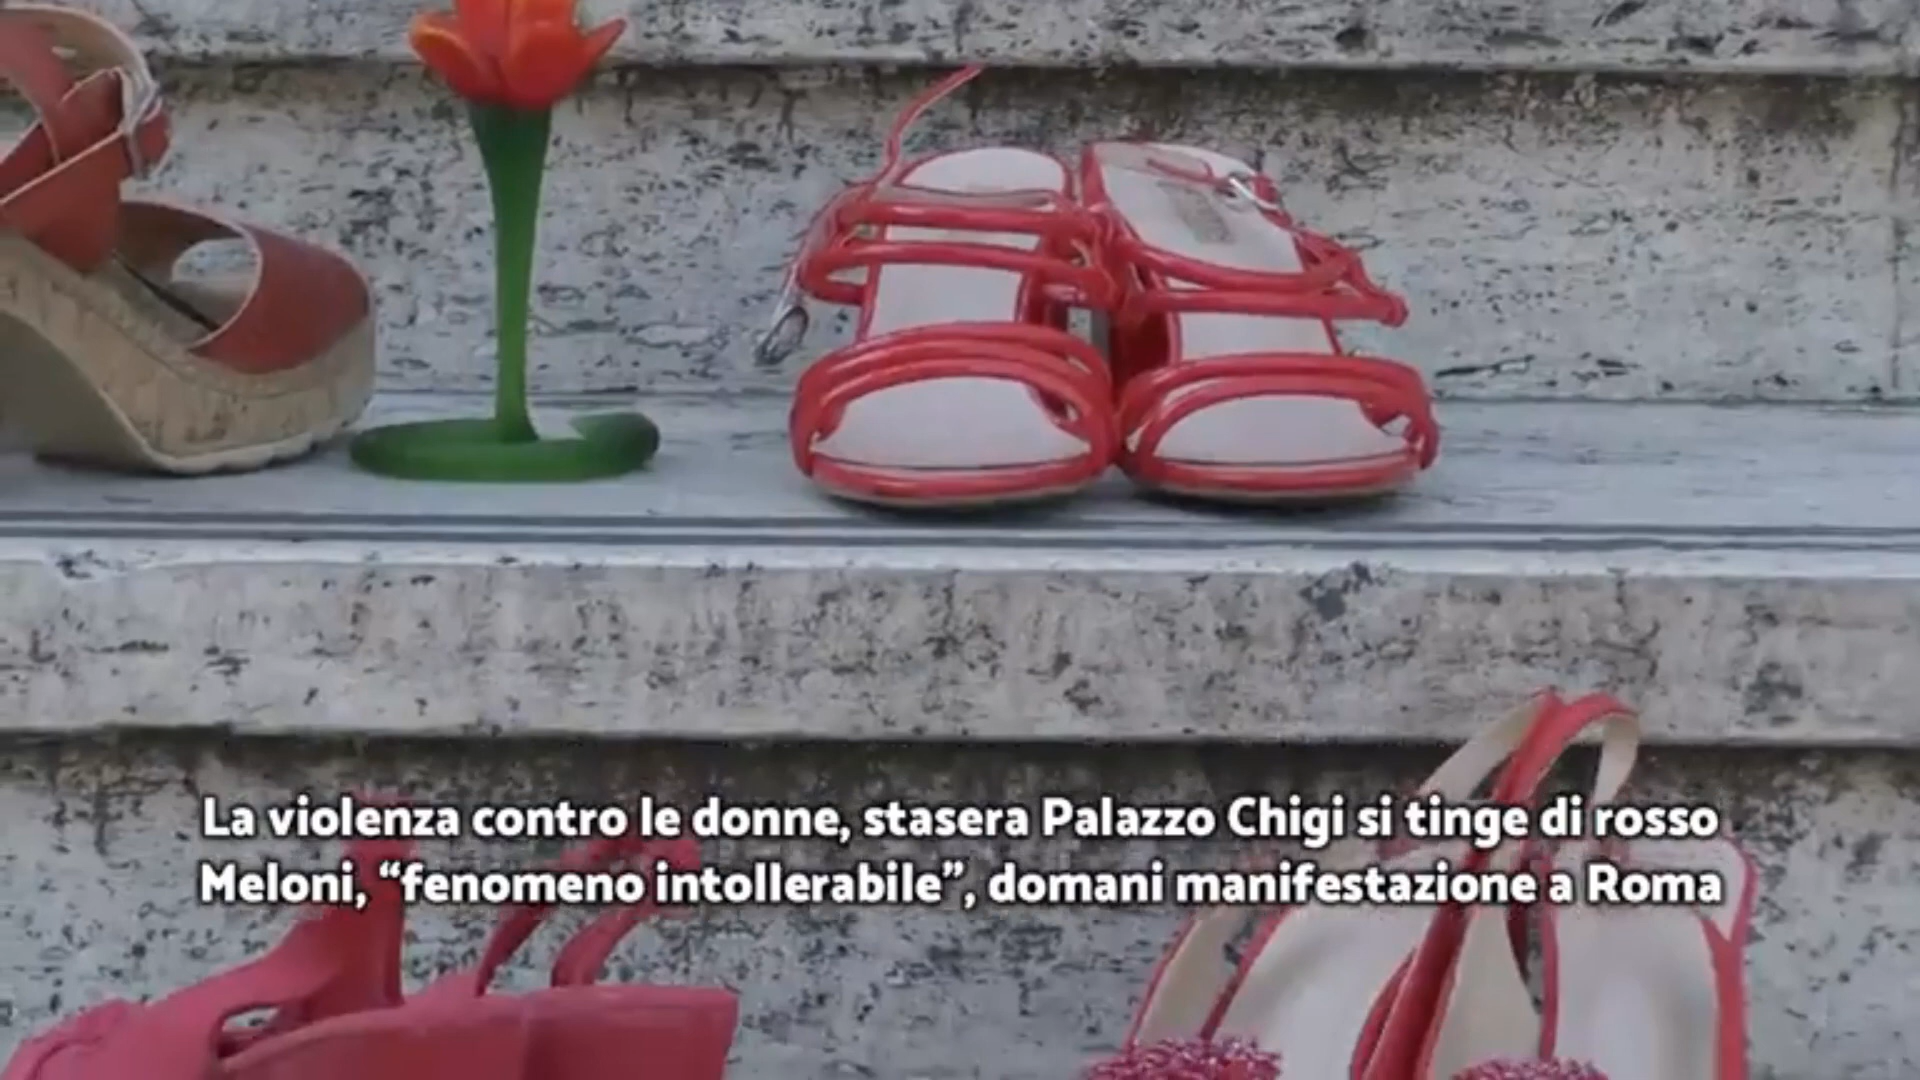 La violenza contro le donne, stasera Palazzo Chigi si tinge di rosso
Meloni, “fenomeno intollerabile”, domani manifestazione a Roma